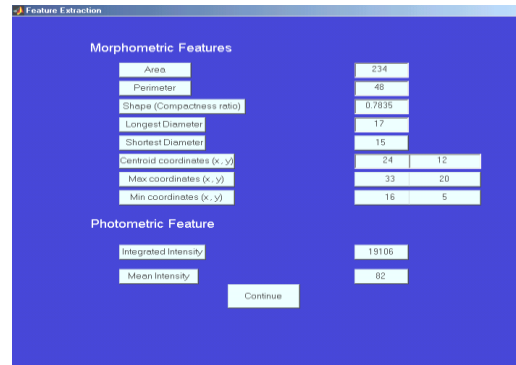 Feature Extraction
Morphometric Features
Area 234
Perimeter 48
Shape (Compactness ratio) 0.7835
Longest Diameter 17
Shortest Diameter 15
Centroid coordinates (x , y) 24 12
Max coordinates (x , y) 33 20
Min coordinates (x , y) 16 5
Photometric Feature
Integrated Intensity 19106
Mean Intensity 82
Continue